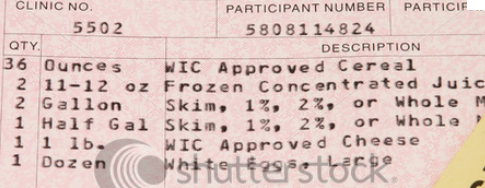 CLINIC NO. PARTICIPANT NUMBER PARTICIP
5502 5808114824
QTY. DESCRIPTION
36 Ounces WIC Approved Cereal
2 11-12 oz Frozen Concentrated Juic
2 Gallon Skim, 1%, 2%, or Whole M
1 Half Gal Skim, 1%, 2%, or Whole
1 1 lb. WIC Approved Cheese
1 Dozen White Eggs, Large
shutterstock.